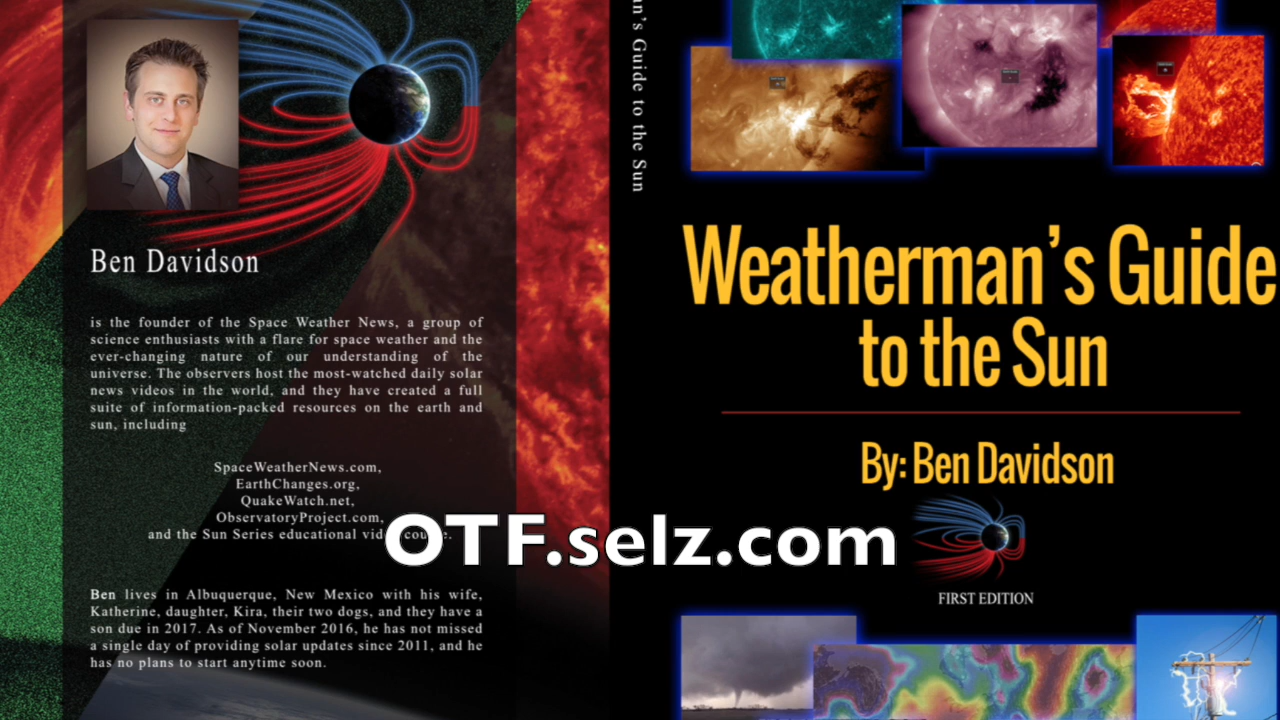 Ben Davidson
is the founder of the Space Weather News, a group of
science enthusiasts with a flare for space weather and the
ever-changing nature of our understanding of the
universe. The observers host the most-watched daily solar
news videos in the world, and they have created a full
suite of information-packed resources on the earth and
sun, including
SpaceWeatherNews.com,
EarthChanges.org,
QuakeWatch.net,
ObservatoryProject.com,
and the Sun Series educational video course.
Ben lives in Albuquerque, New Mexico with his wife,
Katherine, daughter, Kira, their two dogs, and they have a
son due in 2017. As of November 2016, he has not missed
a single day of providing solar updates since 2011, and he
has no plans to start anytime soon.
OTF.selz.com
Guide to the Sun
Weatherman's Guide
to the Sun
By: Ben Davidson
FIRST EDITION